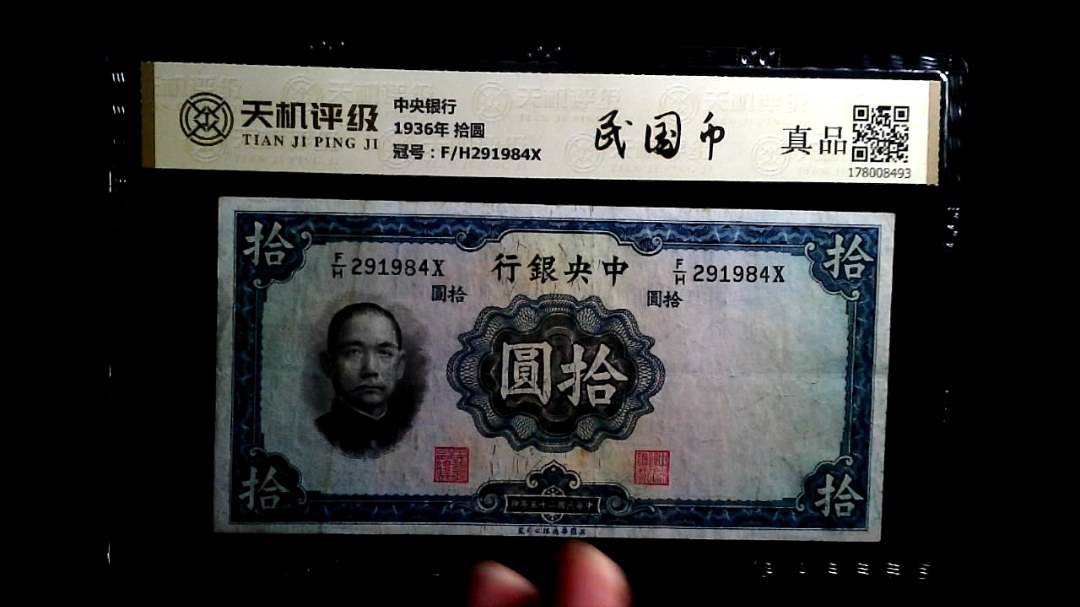 天机评级
TIAN JI PING JI
中央银行
1936年 拾圆
冠号：F/H291984X
民国币
真品
178008493
拾
拾
F/H 291984X
行銀央中
F/H 291984X
圓拾
圓拾
圓拾
拾
拾